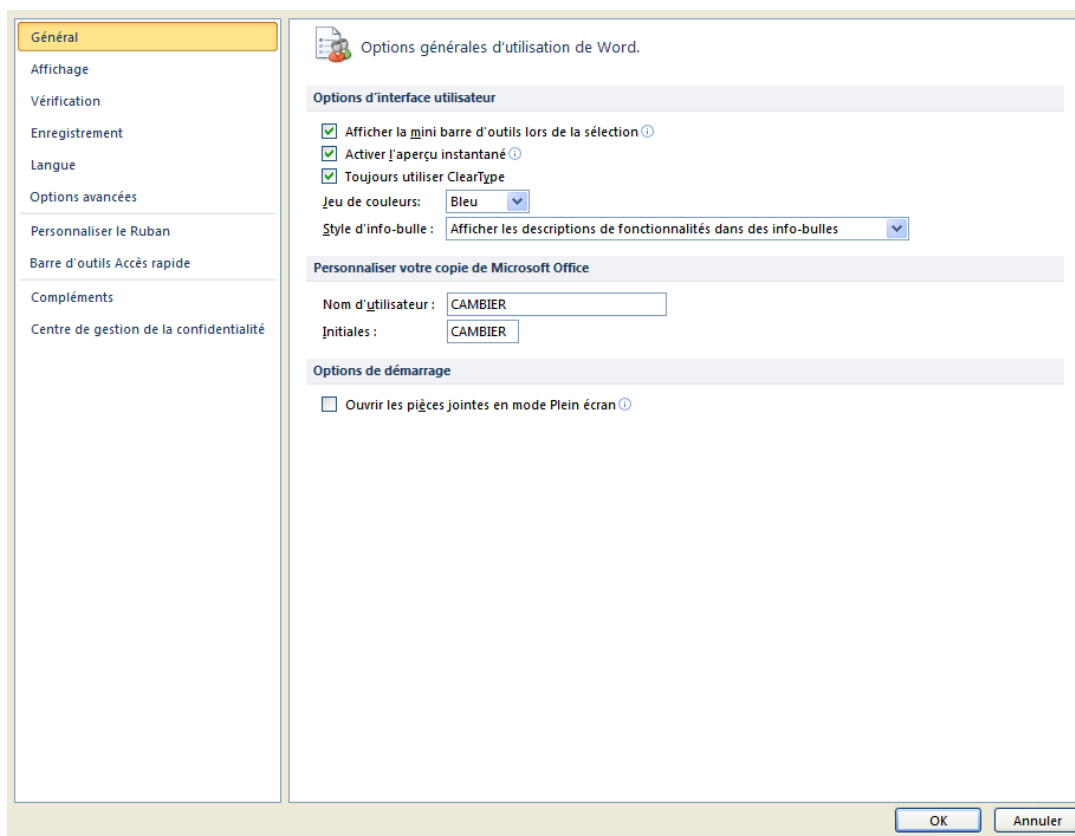 Général
Affichage
Vérification
Enregistrement
Langue
Options avancées
Personnaliser le Ruban
Barre d'outils Accès rapide
Compléments
Centre de gestion de la confidentialité
Options générales d'utilisation de Word.
Options d'interface utilisateur
Afficher la mini barre d'outils lors de la sélection
Activer l'aperçu instantané
Toujours utiliser ClearType
Jeu de couleurs: Bleu
Style d'info-bulle : Afficher les descriptions de fonctionnalités dans des info-bulles
Personnaliser votre copie de Microsoft Office
Nom d'utilisateur : CAMBIER
Initiales : CAMBIER
Options de démarrage
Ouvrir les pièces jointes en mode Plein écran
OK Annuler